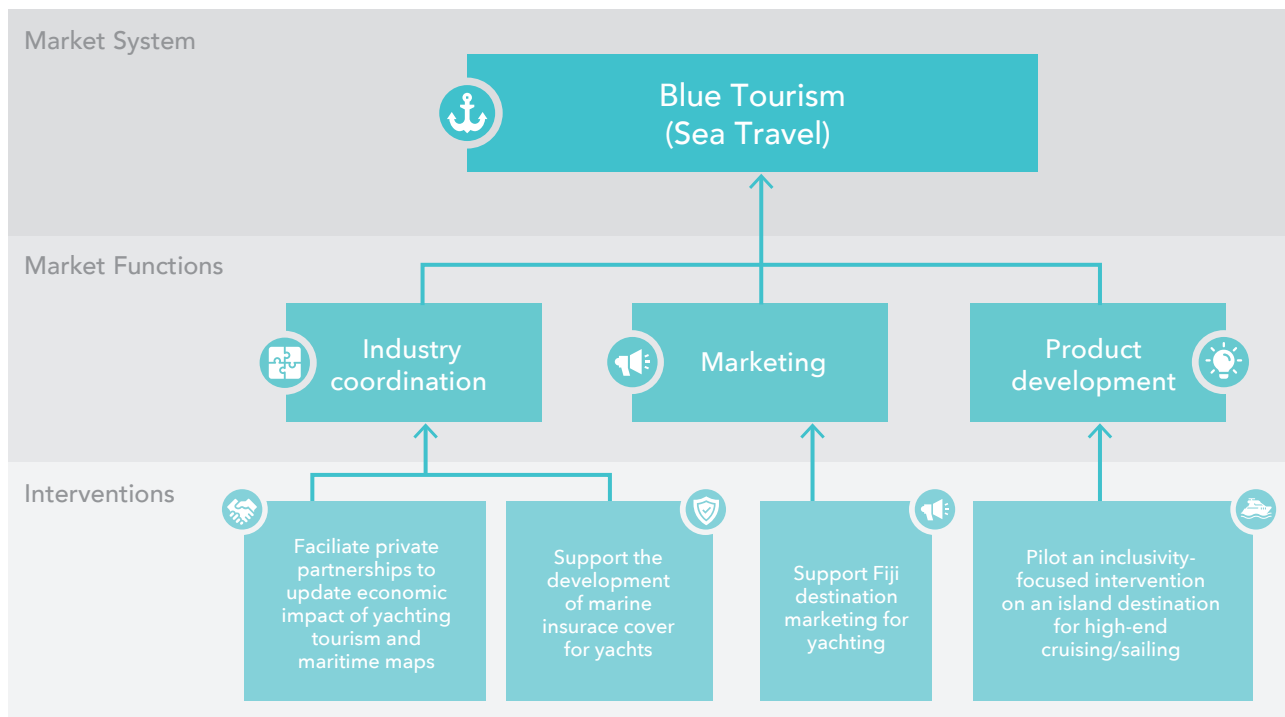 Market System
Blue Tourism
(Sea Travel)
Market Functions
Industry
coordination
Marketing
Product
development
Interventions
Faciliate private
partnerships to
update economic
impact of yachting
tourism and
maritime maps
Support the
development
of marine
insurace cover
for yachts
Support Fiji
destination
marketing for
yachting
Pilot an inclusivity-
focused intervention
on an island destination
for high-end
cruising/sailing